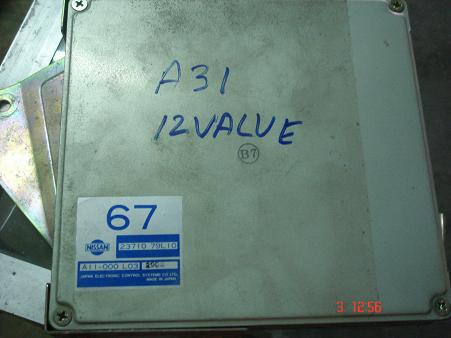 A31
12VALUE
B7
67
NISSAN
23710 79L10
A11-000 L03
JAPAN ELECTRONIC CONTROL SYSTEMS CO.,LTD.
MADE IN JAPAN
3 12:56